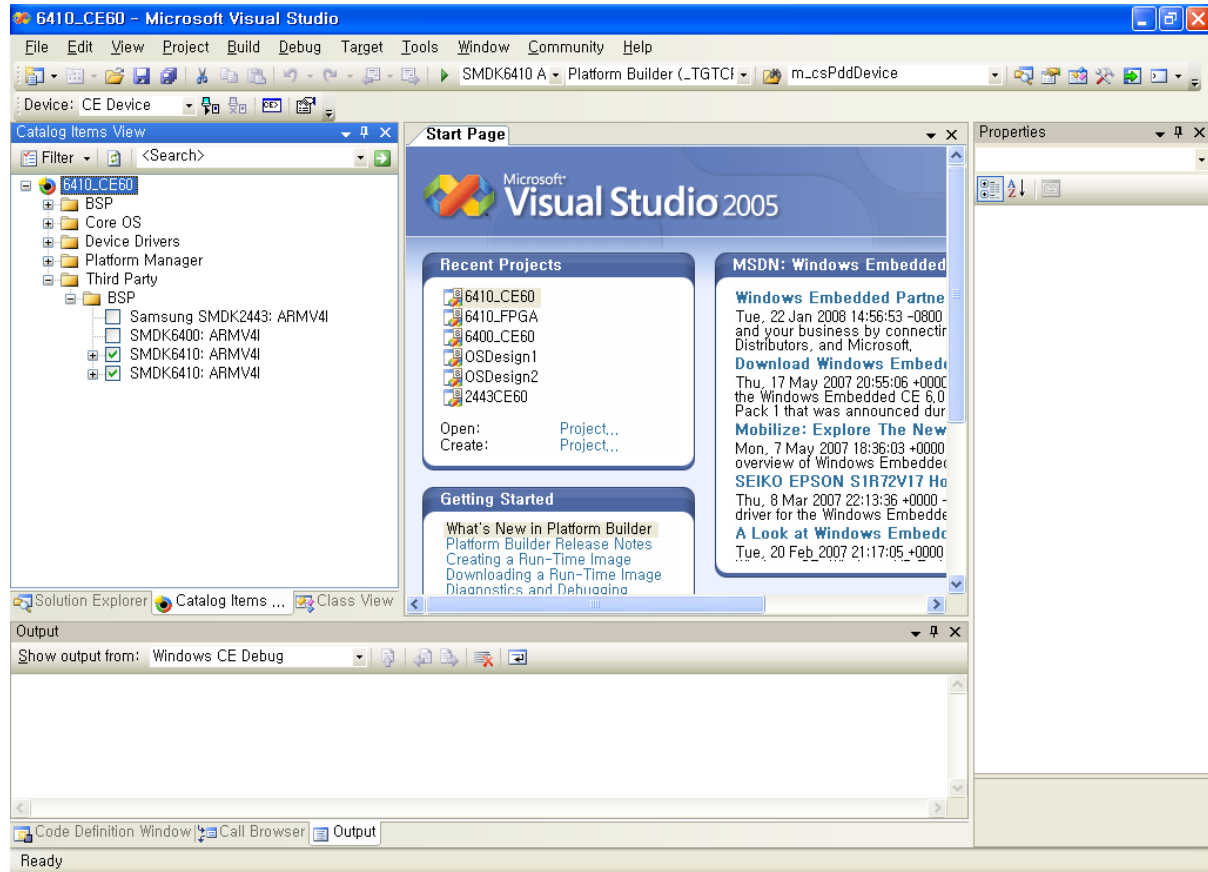 6410_CE60 - Microsoft Visual Studio
File Edit View Project Build Debug Target Tools Window Community Help
SMDK6410 A Platform Builder (_TGTCF m_csPddDevice
Device: CE Device
Catalog Items View
Filter <Search>
6410_CE60
BSP
Core OS
Device Drivers
Platform Manager
Third Party
BSP
Samsung SMDK2443: ARMV4I
SMDK6400: ARMV4I
SMDK6410: ARMV4I
SMDK6410: ARMV4I
Solution Explorer Catalog Items ... Class View
Start Page
Microsoft
Visual Studio 2005
Recent Projects
6410_CE60
6410_FPGA
6400_CE60
OSDesign1
OSDesign2
2443CE60
Open: Project...
Create: Project...
Getting Started
What's New in Platform Builder
Platform Builder Release Notes
Creating a Run-Time Image
Downloading a Run-Time Image
Diagnostics and Debugging
MSDN: Windows Embedded
Windows Embedded Partne
Tue, 22 Jan 2008 14:56:53 -0800
and your business by connectin
Distributors, and Microsoft,
Download Windows Embed
Thu, 17 May 2007 20:55:06 +0000
the Windows Embedded CE 6,0
Pack 1 that was announced dur
Mobilize: Explore The New
Mon, 7 May 2007 18:36:03 +0000
overview of Windows Embedded
SEIKO EPSON S1R72V17 Ha
Thu, 8 Mar 2007 22:13:36 +0000 -
driver for the Windows Embedde
A Look at Windows Embedd
Tue, 20 Feb 2007 21:17:05 +0000
Properties
Output
Show output from: Windows CE Debug
Code Definition Window Call Browser Output
Ready